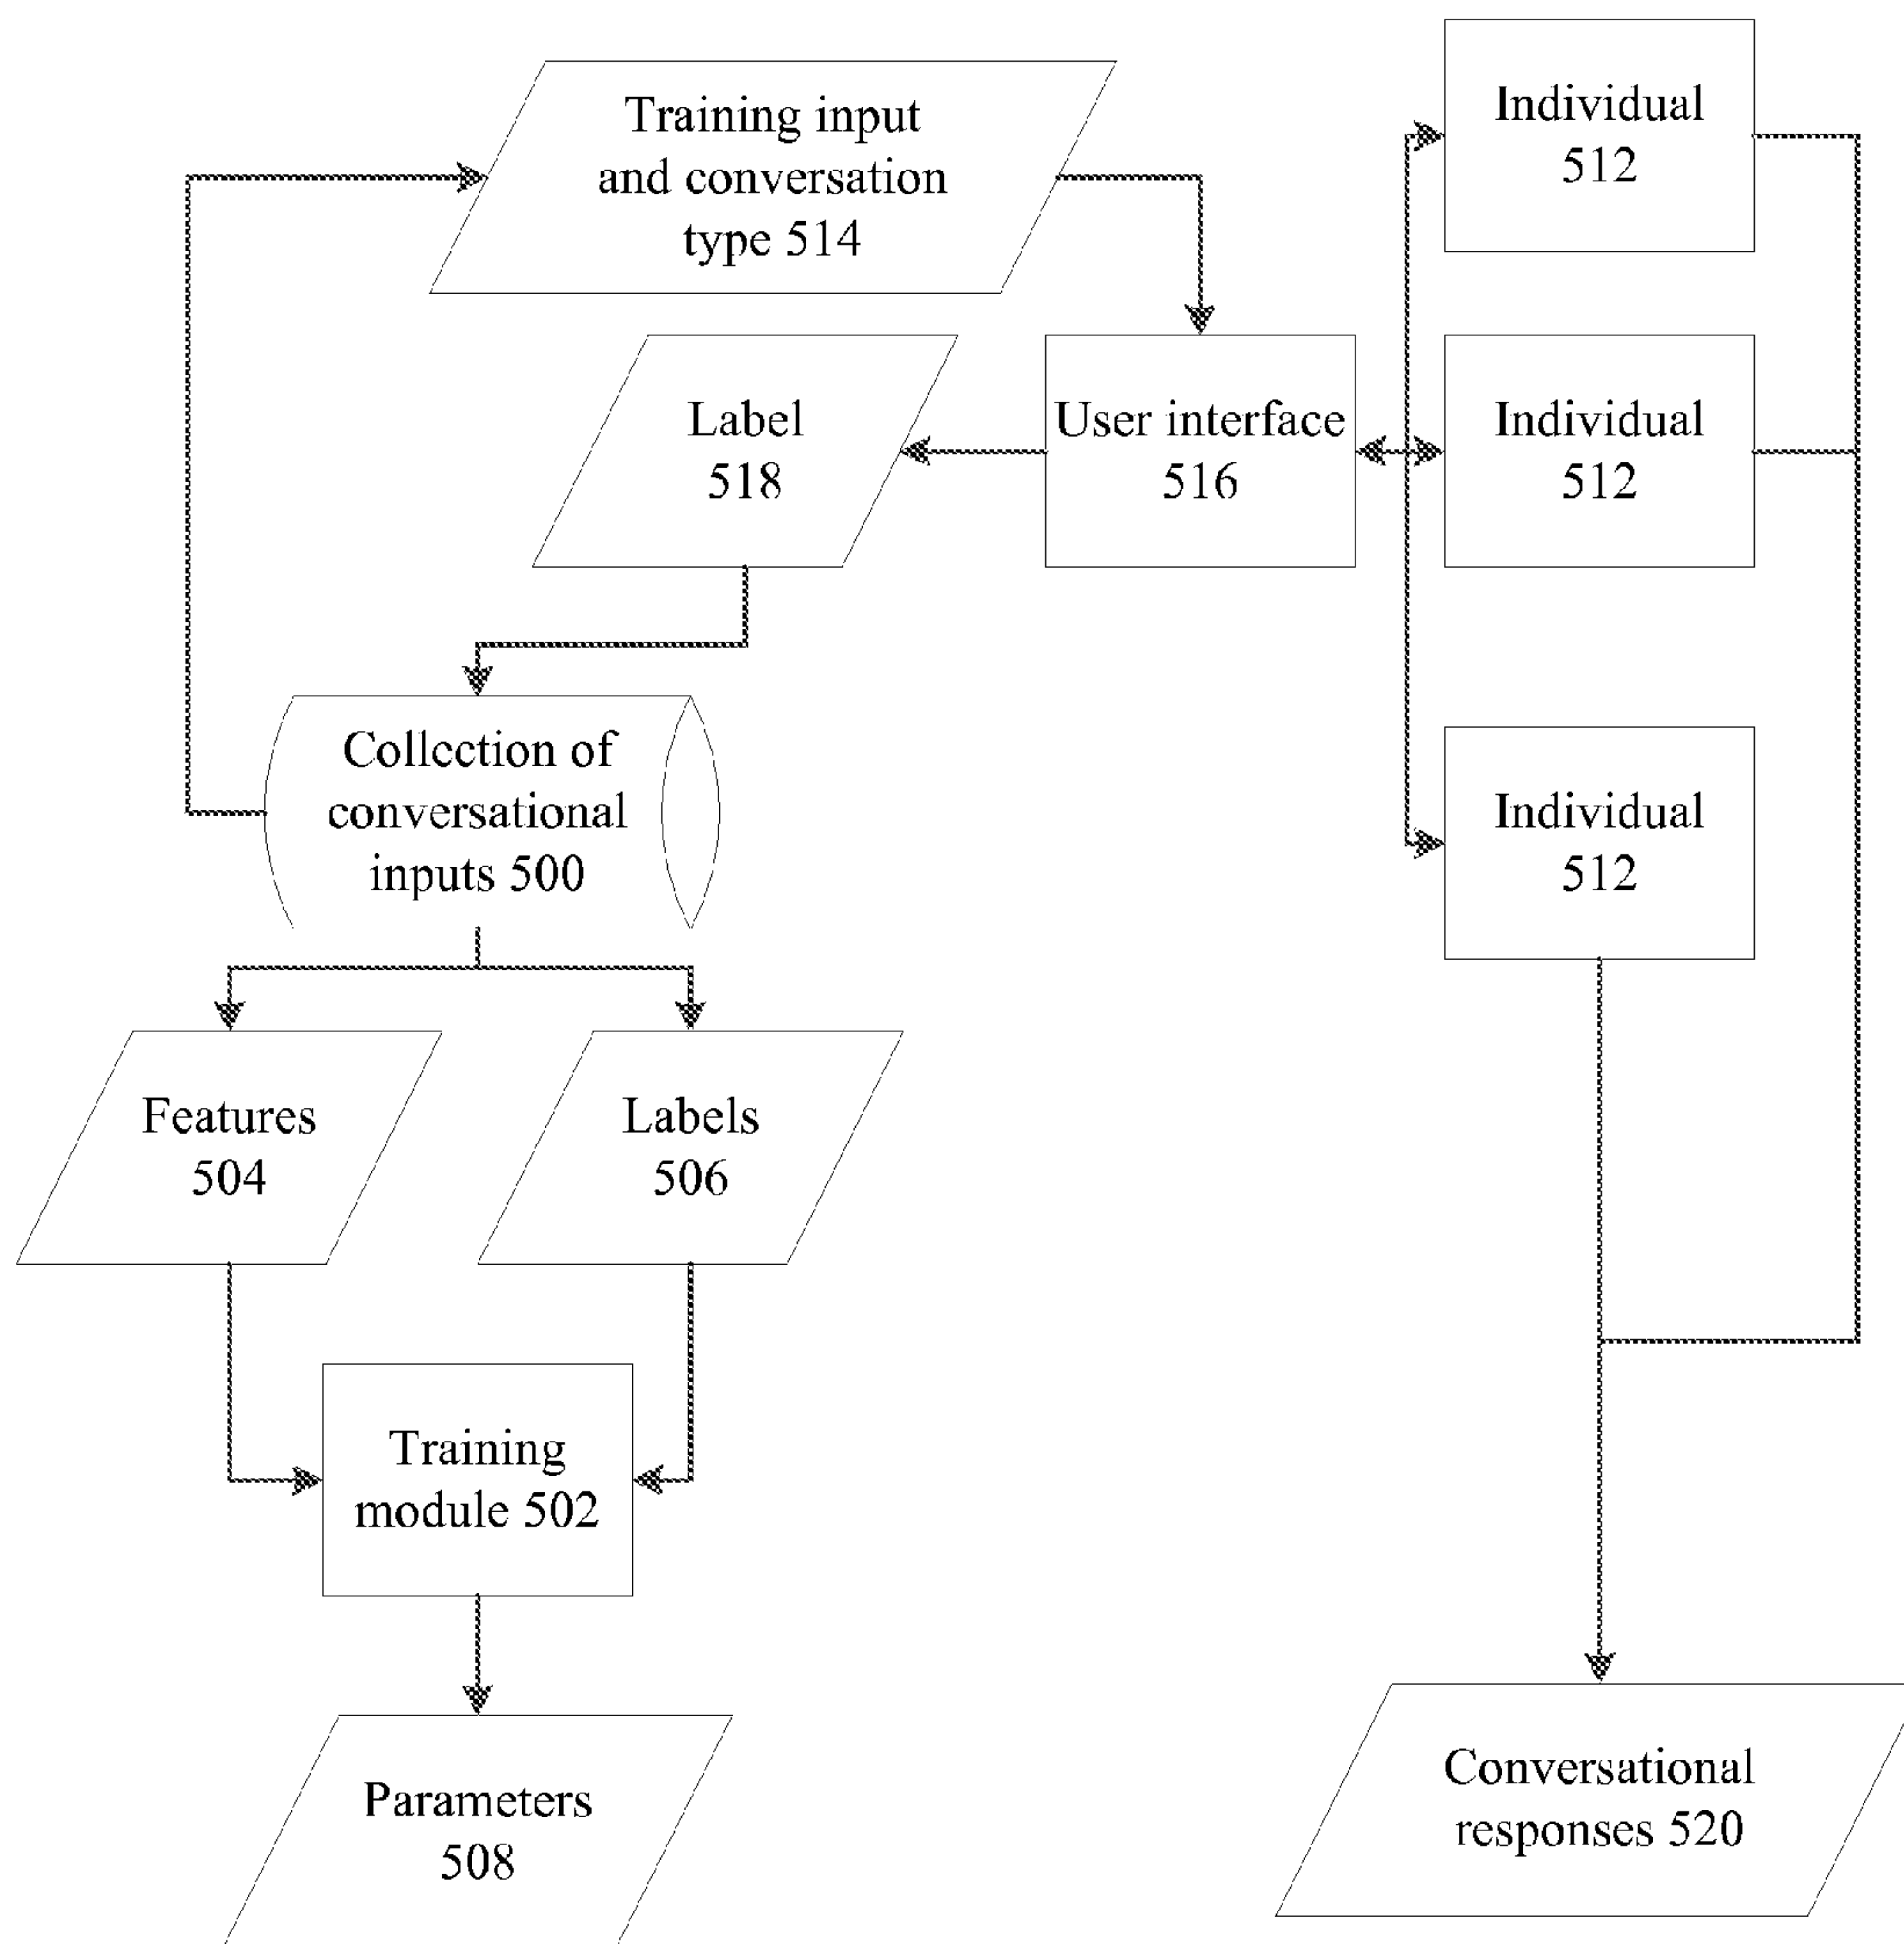 Training input
and conversation
type 514
Individual
512
Label
518
User interface
516
Individual
512
Collection of
conversational
inputs 500
Individual
512
Features
504
Labels
506
Training
module 502
Parameters
508
Conversational
responses 520